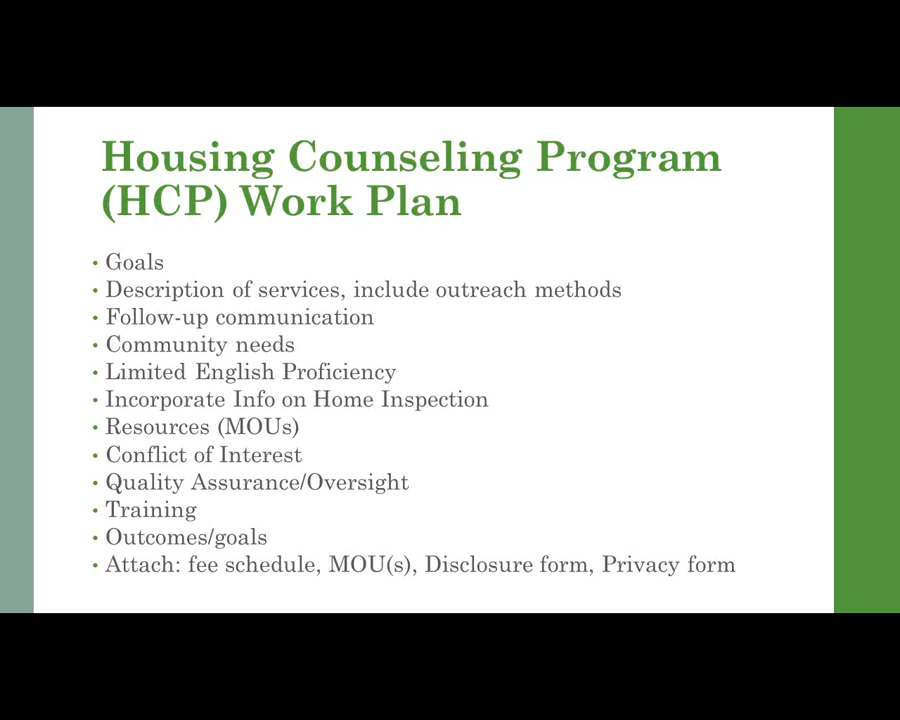 Housing Counseling Program
(HCP) Work Plan
• Goals
• Description of services, include outreach methods
• Follow-up communication
• Community needs
• Limited English Proficiency
• Incorporate Info on Home Inspection
• Resources (MOUs)
• Conflict of Interest
• Quality Assurance/Oversight
• Training
• Outcomes/goals
• Attach: fee schedule, MOU(s), Disclosure form, Privacy form